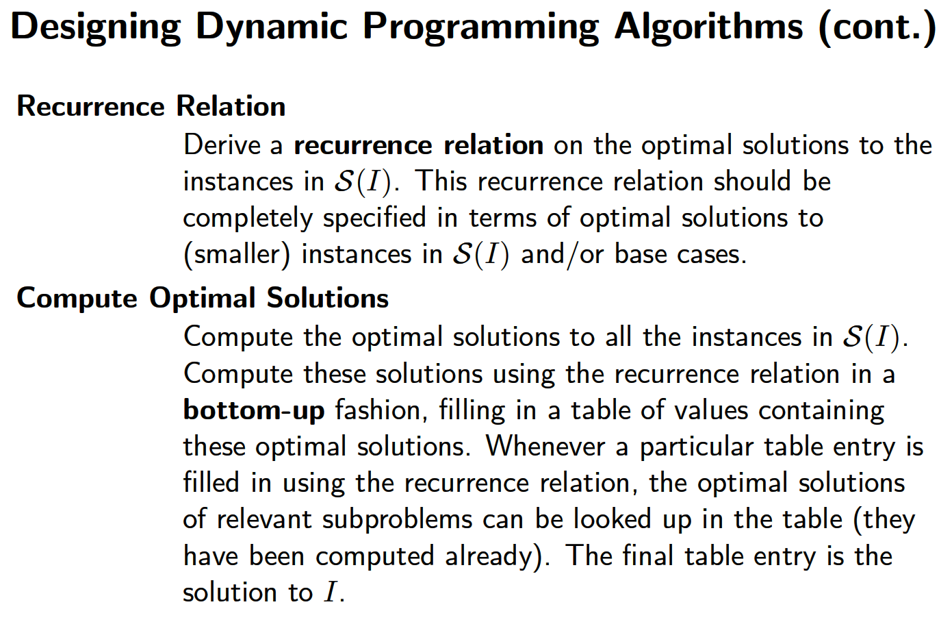 Designing Dynamic Programming Algorithms (cont.)
Recurrence Relation
Derive a recurrence relation on the optimal solutions to the
instances in 𝒮(I). This recurrence relation should be
completely specified in terms of optimal solutions to
(smaller) instances in 𝒮(I) and/or base cases.
Compute Optimal Solutions
Compute the optimal solutions to all the instances in 𝒮(I).
Compute these solutions using the recurrence relation in a
bottom-up fashion, filling in a table of values containing
these optimal solutions. Whenever a particular table entry is
filled in using the recurrence relation, the optimal solutions
of relevant subproblems can be looked up in the table (they
have been computed already). The final table entry is the
solution to I.